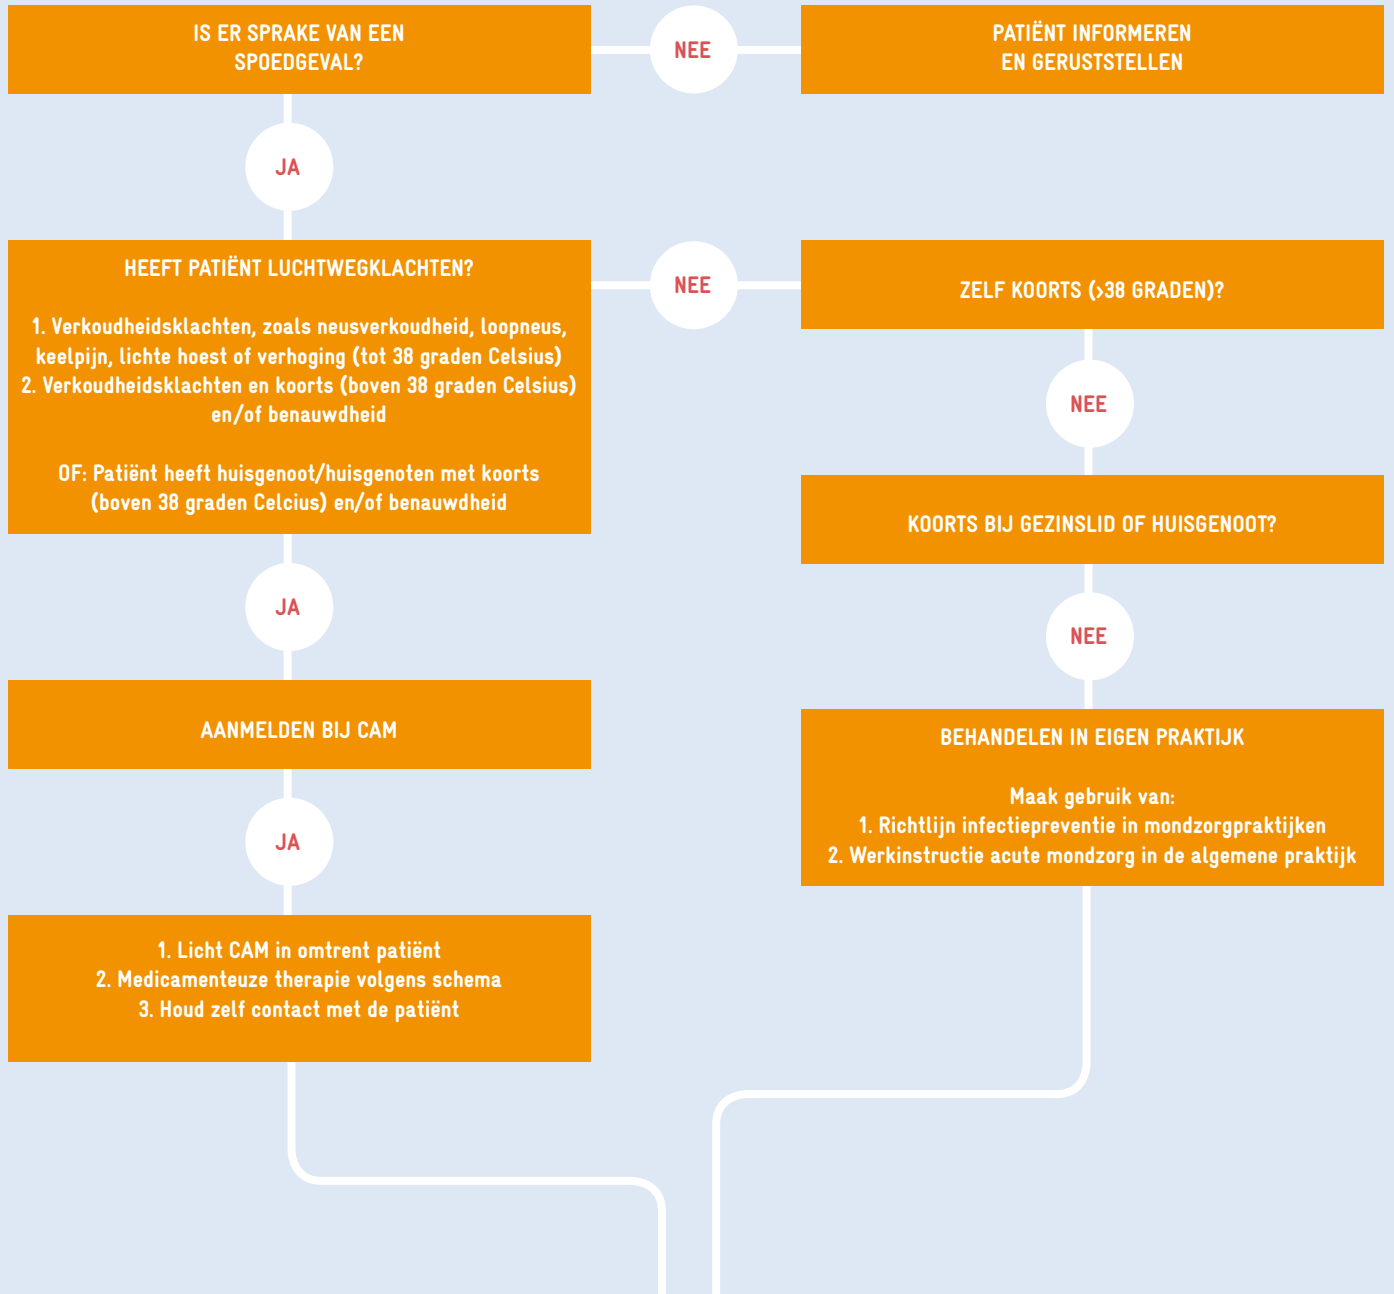 IS ER SPRAKE VAN EEN
SPOEDGEVAL?
NEE
PATIËNT INFORMEREN
EN GERUSTSTELLEN
JA
HEEFT PATIËNT LUCHTWEGKLACHTEN?
1. Verkoudheidsklachten, zoals neusverkoudheid, loopneus,
keelpijn, lichte hoest of verhoging (tot 38 graden Celsius)
2. Verkoudheidsklachten en koorts (boven 38 graden Celsius)
en/of benauwdheid
OF: Patiënt heeft huisgenoot/huisgenoten met koorts
(boven 38 graden Celcius) en/of benauwdheid
NEE
ZELF KOORTS (>38 GRADEN)?
NEE
KOORTS BIJ GEZINSLID OF HUISGENOOT?
JA
NEE
AANMELDEN BIJ CAM
BEHANDELEN IN EIGEN PRAKTIJK
Maak gebruik van:
1. Richtlijn infectiepreventie in mondzorgpraktijken
2. Werkinstructie acute mondzorg in de algemene praktijk
JA
1. Licht CAM in omtrent patiënt
2. Medicamenteuze therapie volgens schema
3. Houd zelf contact met de patiënt